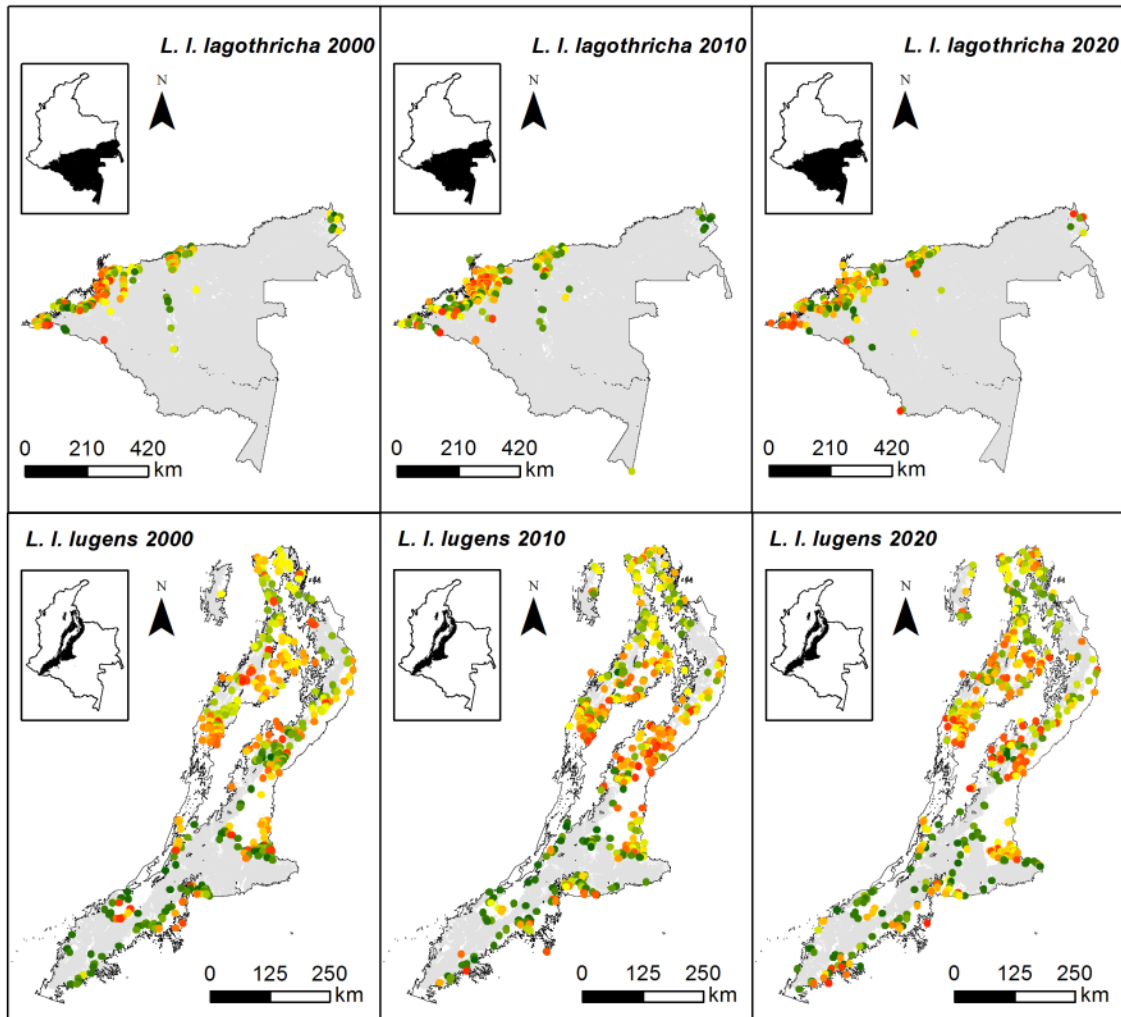 L. l. lagothricha 2000
N
0 210 420
km
L. l. lagothricha 2010
N
0 210 420
km
L. l. lagothricha 2020
N
0 210 420
km
L. l. lugens 2000
N
0 125 250
km
L. l. lugens 2010
N
0 125 250
km
L. l. lugens 2020
N
0 125 250
km